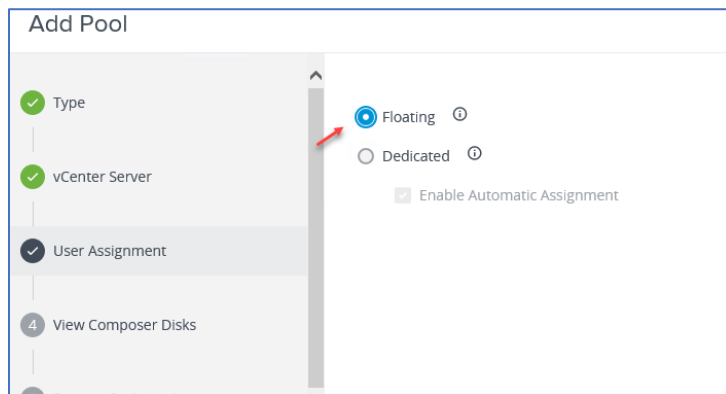 Add Pool
Type
vCenter Server
User Assignment
4 View Composer Disks
Floating
Dedicated
Enable Automatic Assignment